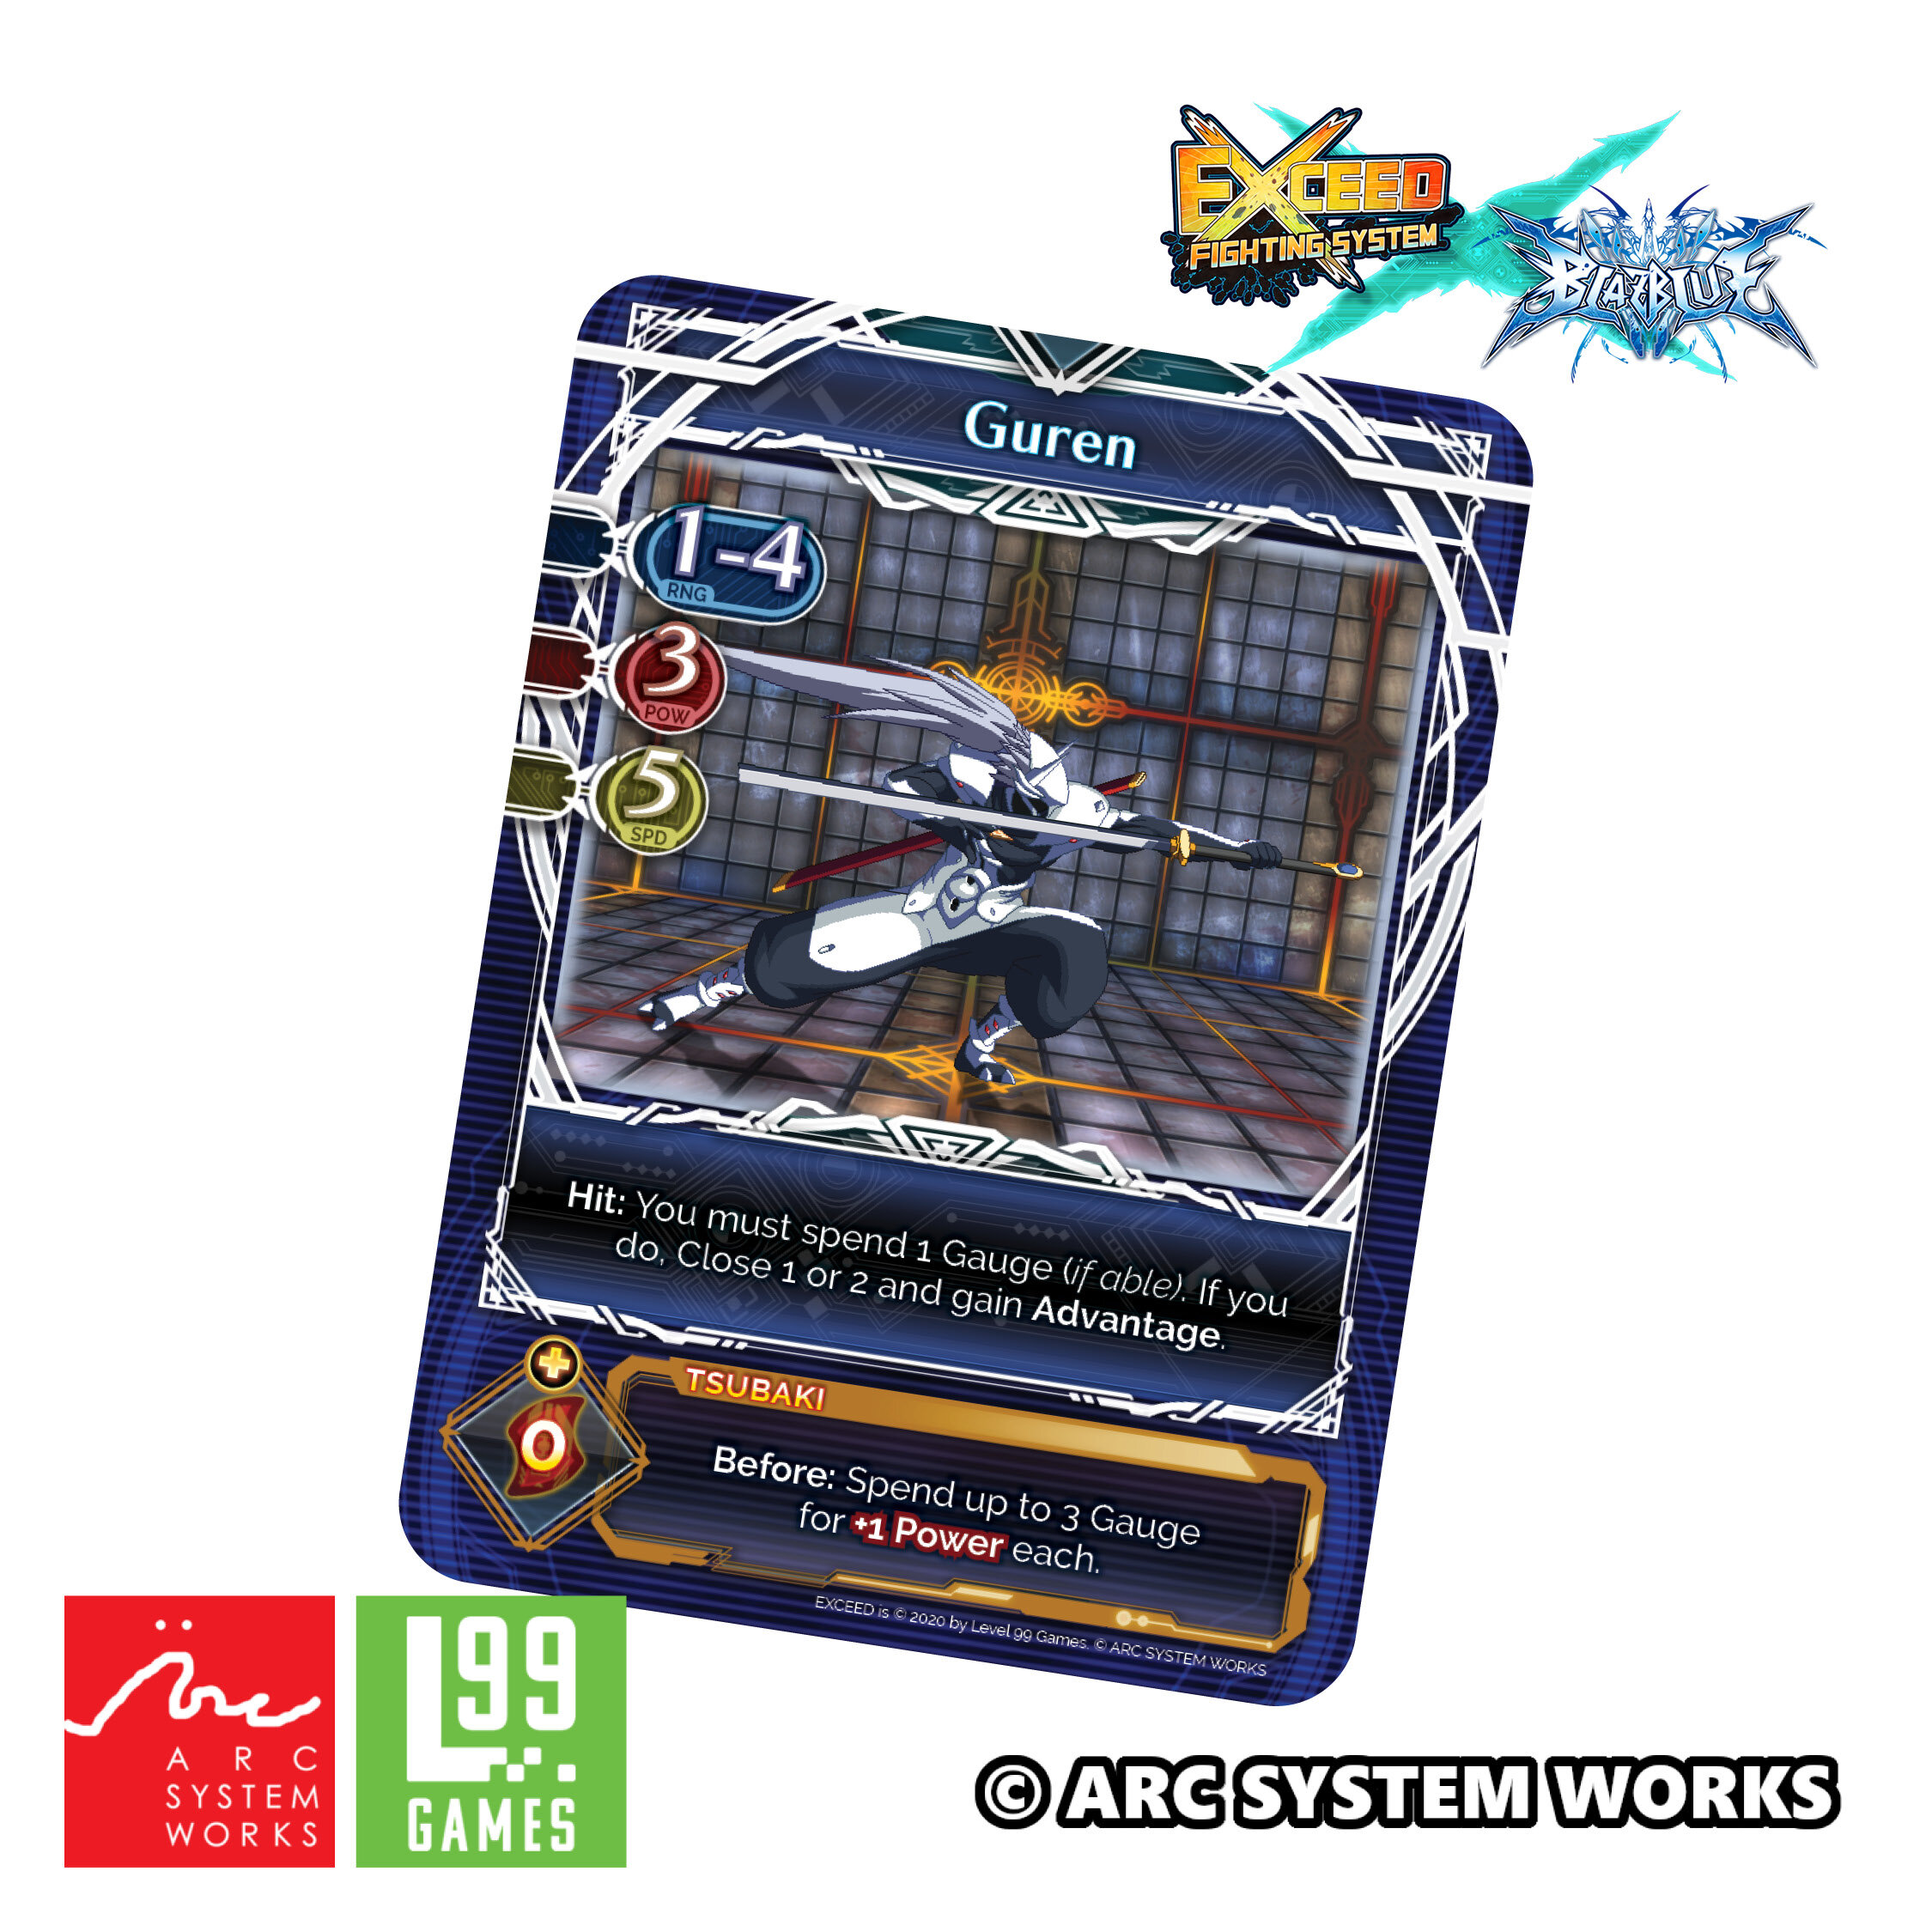 EXCEED
FIGHTING SYSTEM
BLAZBLUE
Guren
1-4
RNG
3
POW
5
SPD
Hit: You must spend 1 Gauge (if able). If you
do, Close 1 or 2 and gain Advantage.
+
0
TSUBAKI
Before: Spend up to 3 Gauge
for +1 Power each.
EXCEED is © 2020 by Level 99 Games. © ARC SYSTEM WORKS
Arc
ARC
SYSTEM
WORKS
L99
GAMES
© ARC SYSTEM WORKS